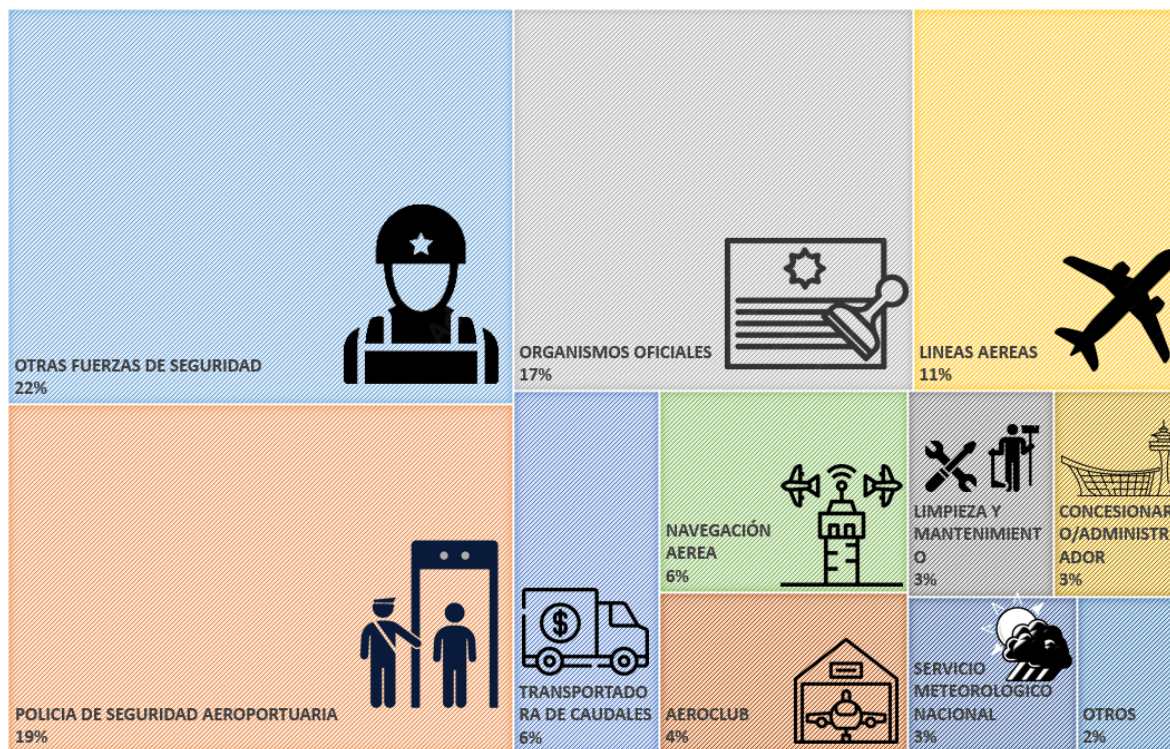 OTRAS FUERZAS DE SEGURIDAD
22%
ORGANISMOS OFICIALES
17%
LINEAS AEREAS
11%
POLICIA DE SEGURIDAD AEROPORTUARIA
19%
$
TRANSPORTADO
RA DE CAUDALES
6%
NAVEGACIÓN
AEREA
6%
AEROCLUB
4%
LIMPIEZA Y
MANTENIMIENT
O
3%
CONCESIONAR
O/ADMINISTR
ADOR
3%
SERVICIO
METEOROLOGICO
NACIONAL
3%
OTROS
2%